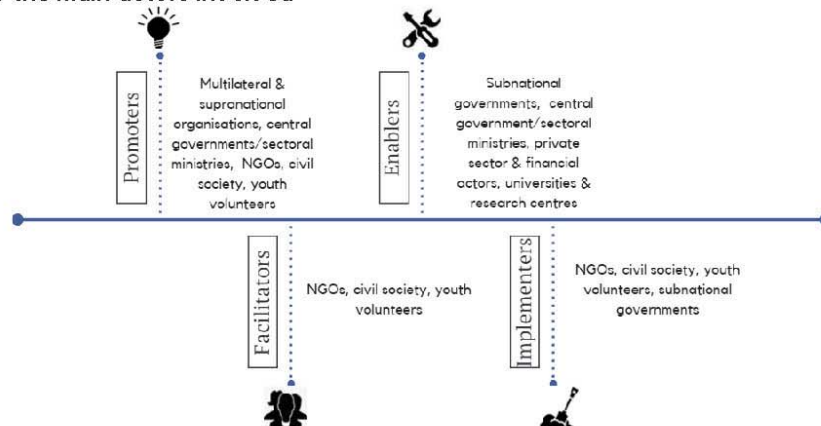 Promoters
Multilateral &
supranational
organisations, central
governments/sectoral
ministries, NGOs, civil
society, youth
volunteers
Enablers
Subnational
governments, central
government/sectoral
ministries, private
sector & financial
actors, universities &
research centres
Facilitators
NGOs, civil society, youth
volunteers
Implementers
NGOs, civil society, youth
volunteers, subnational
governments